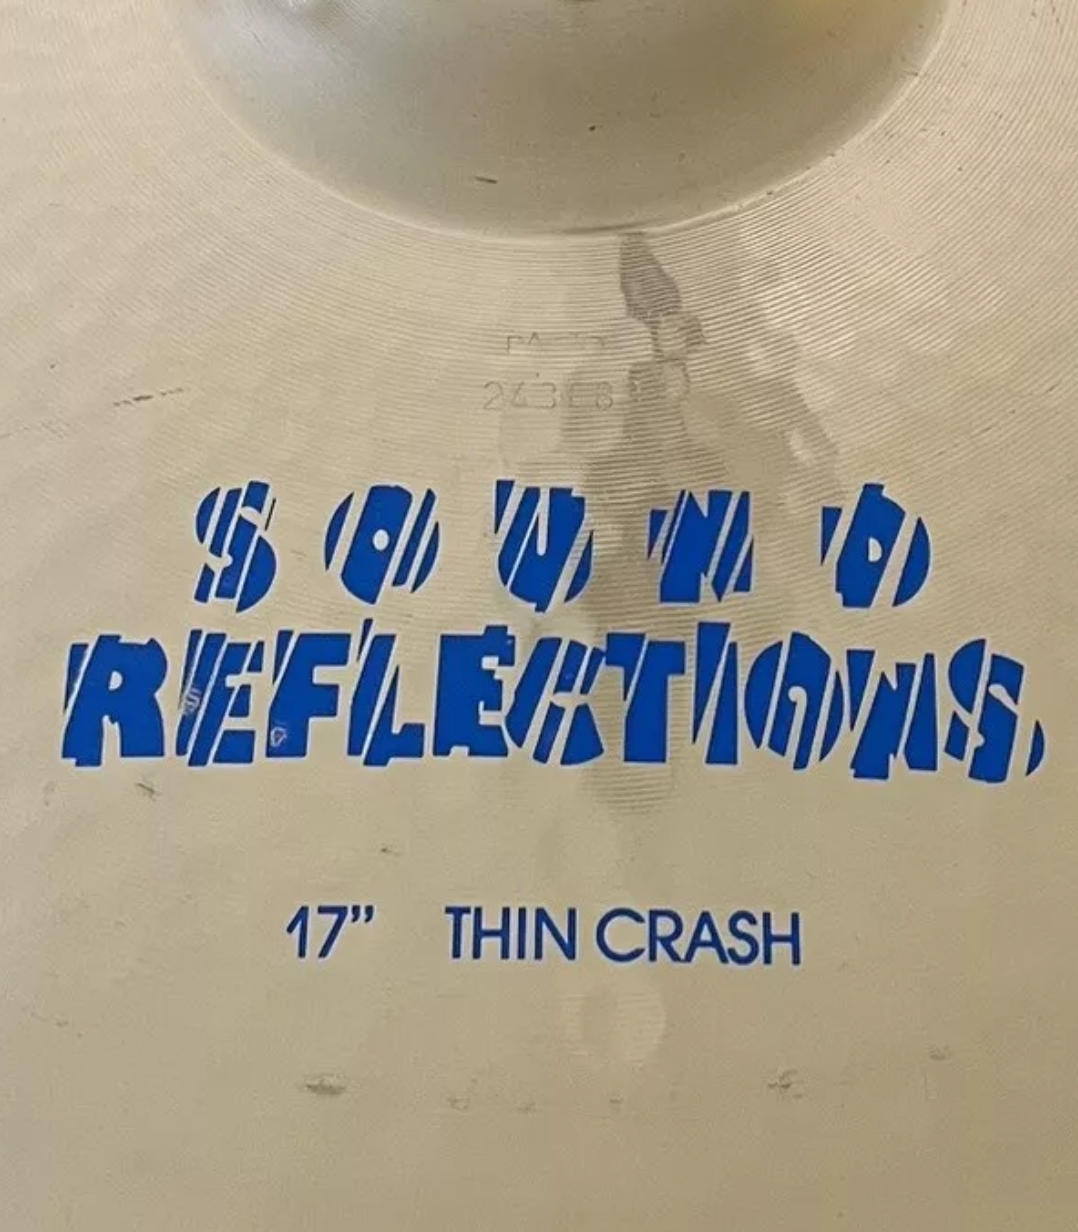 SOUND
REFLECTIONS.
17” THIN CRASH